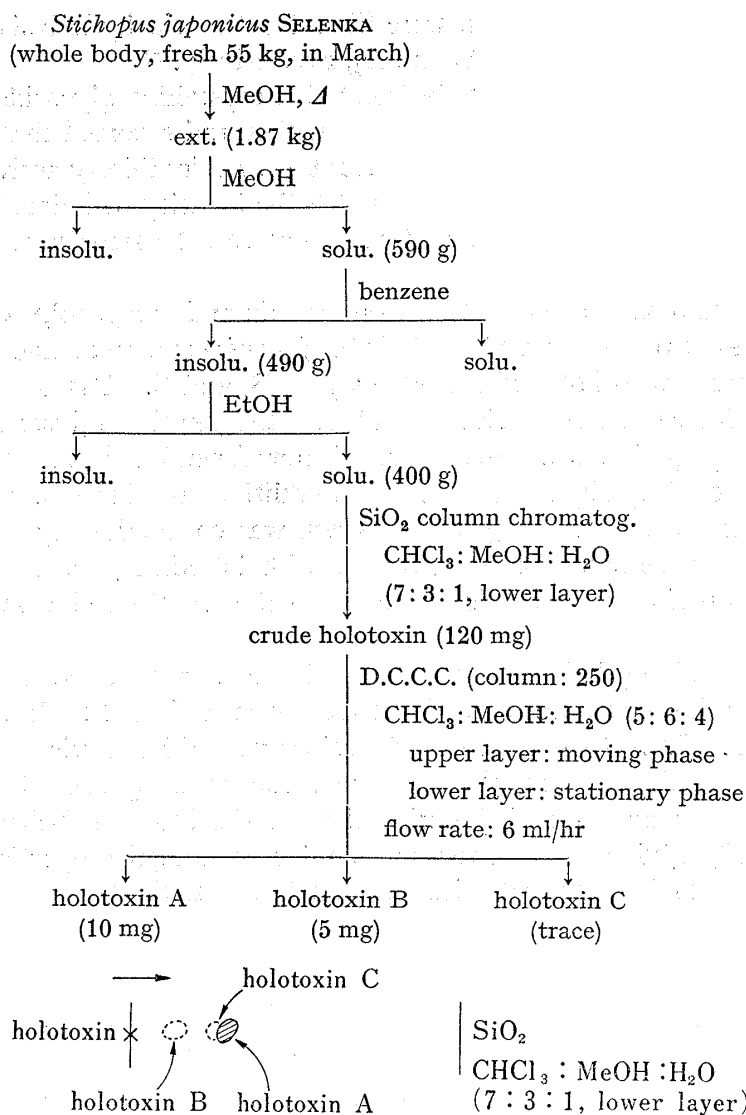 Stichopus japonicus SELENKA
(whole body, fresh 55 kg, in March)
MeOH, Δ
ext. (1.87 kg)
MeOH
insolu. solu. (590 g)
benzene
insolu. (490 g) solu.
EtOH
insolu. solu. (400 g)
SiO₂ column chromatog.
CHCl₃: MeOH: H₂O
(7: 3: 1, lower layer)
crude holotoxin (120 mg)
D.C.C.C. (column: 250)
CHCl₃: MeOH: H₂O (5: 6: 4)
upper layer: moving phase
lower layer: stationary phase
flow rate: 6 ml/hr
holotoxin A holotoxin B holotoxin C
(10 mg) (5 mg) (trace)
holotoxin C
holotoxin × SiO₂
CHCl₃ : MeOH :H₂O
holotoxin B holotoxin A (7 : 3 : 1, lower layer)